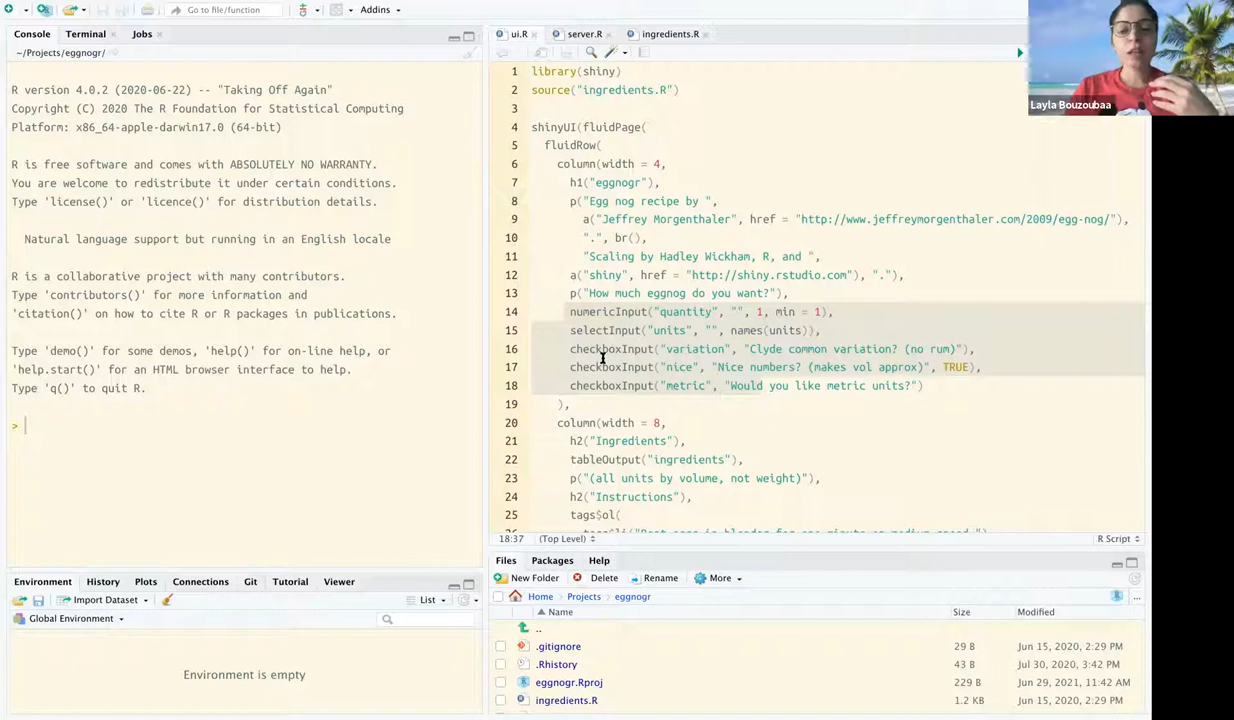 Go to file/function
Addins
Console
Terminal
Jobs
~/Projects/eggnogr/
R version 4.0.2 (2020-06-22) -- "Taking Off Again"
Copyright (C) 2020 The R Foundation for Statistical Computing
Platform: x86_64-apple-darwin17.0 (64-bit)
R is free software and comes with ABSOLUTELY NO WARRANTY.
You are welcome to redistribute it under certain conditions.
Type 'license()' or 'licence()' for distribution details.
Natural language support but running in an English locale
R is a collaborative project with many contributors.
Type 'contributors()' for more information and
'citation()' on how to cite R or R packages in publications.
Type 'demo()' for some demos, 'help()' for on-line help, or
'help.start()' for an HTML browser interface to help.
Type 'q()' to quit R.
>
Environment
History
Plots
Connections
Git
Tutorial
Viewer
Import Dataset
List
Global Environment
Environment is empty
ui.R
server.R
ingredients.R
1 library(shiny)
2 source("ingredients.R")
3
4 shinyUI(fluidPage(
5 fluidRow(
6 column(width = 4,
7 h1("eggnogr"),
8 p("Egg nog recipe by ",
9 a("Jeffrey Morgenthaler", href = "http://www.jeffreymorgenthaler.com/2009/egg-nog/"),
10 ".", br(),
11 "Scaling by Hadley Wickham, R, and ",
12 a("shiny", href = "http://shiny.rstudio.com"), "."),
13 p("How much eggnog do you want?"),
14 numericInput("quantity", "", 1, min = 1),
15 selectInput("units", "", names(units)),
16 checkboxInput("variation", "Clyde common variation? (no rum)"),
17 checkboxInput("nice", "Nice numbers? (makes vol approx)", TRUE),
18 checkboxInput("metric", "Would you like metric units?")
19 ),
20 column(width = 8,
21 h2("Ingredients"),
22 tableOutput("ingredients"),
23 p("(all units by volume, not weight)"),
24 h2("Instructions"),
25 tags$ol(
18:37
(Top Level)
R Script
Files
Packages
Help
New Folder
Delete
Rename
More
Home
Projects
eggnogr
...
Name
Size
Modified
..
.gitignore 29 B Jun 15, 2020, 2:29 PM
.Rhistory 43 B Jul 30, 2020, 3:42 PM
eggnogr.Rproj 229 B Jun 29, 2021, 11:42 AM
ingredients.R 1.2 KB Jun 15, 2020, 2:29 PM
Layla Bouzoubaa